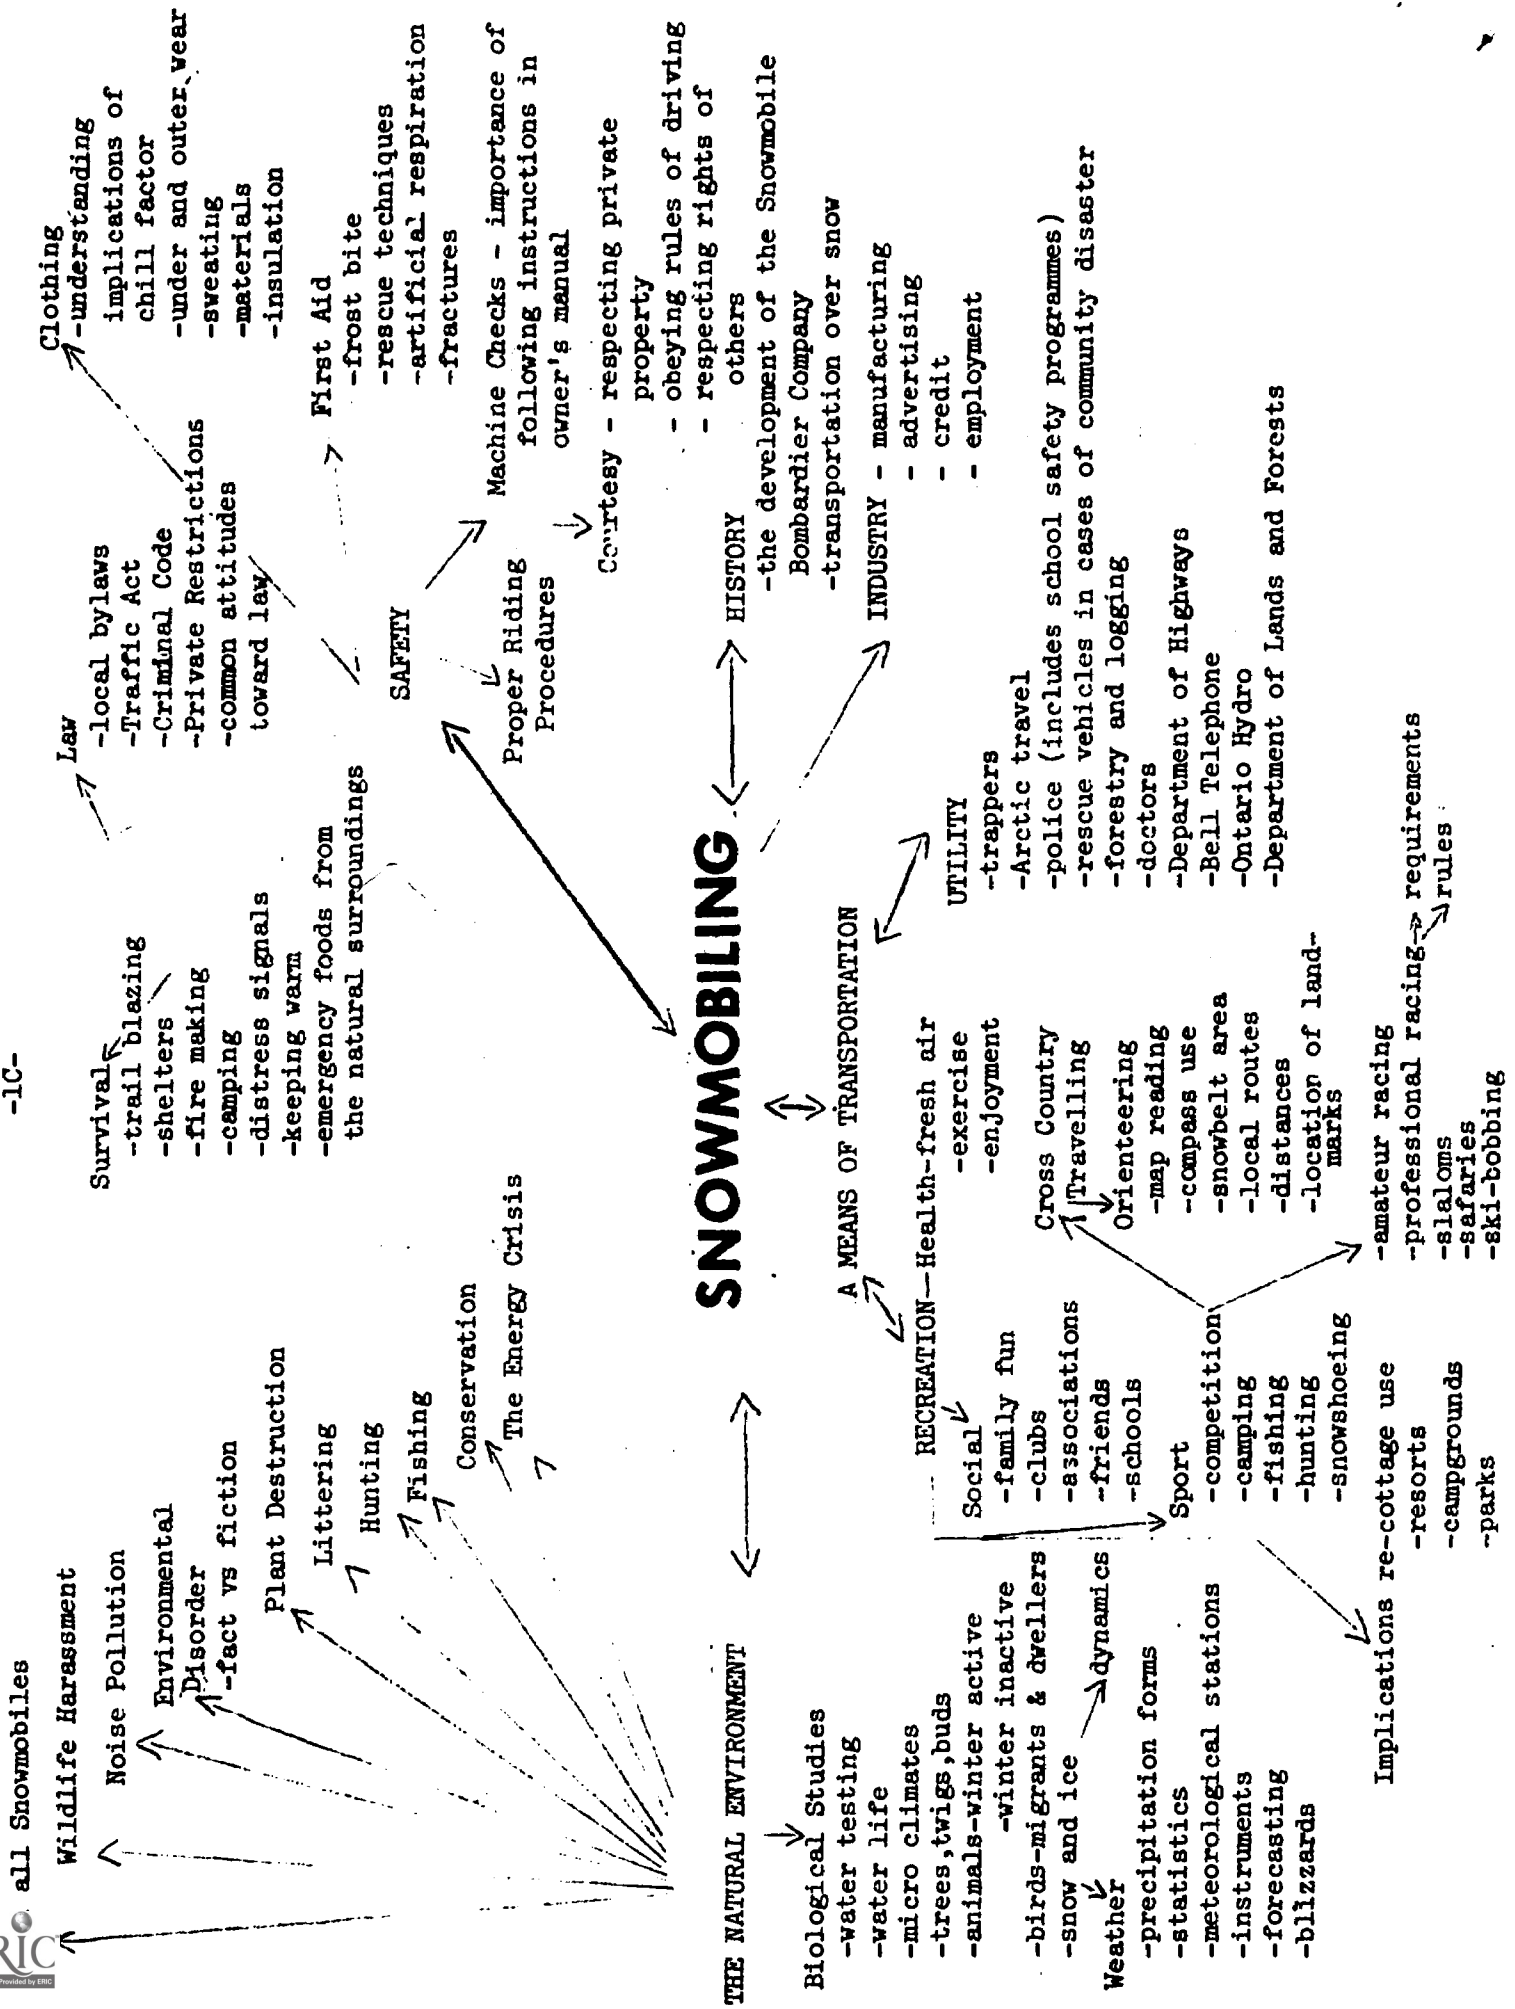 -1C-
all Snowmobiles
Wildlife Harassment
Noise Pollution
Environmental
Disorder
-fact vs fiction
Plant Destruction
Littering
Hunting
Fishing
Conservation
The Energy Crisis
Survival
-trail blazing
-shelters
-fire making
-camping
-distress signals
-keeping warm
-emergency foods from
the natural surroundings
Law
-local bylaws
-Traffic Act
-Criminal Code
-Private Restrictions
-common attitudes
toward law
Clothing
-understanding
implications of
chill factor
-under and outer wear
-sweating
-materials
-insulation
First Aid
-frost bite
-rescue techniques
-artificial respiration
-fractures
SAFETY
Machine Checks - importance of
following instructions in
owner's manual
Proper Riding
Procedures
Courtesy - respecting private
property
- obeying rules of driving
- respecting rights of
others
SNOWMOBILING
HISTORY
-the development of the Snowmobile
Bombardier Company
-transportation over snow
INDUSTRY - manufacturing
- advertising
- credit
- employment
THE NATURAL ENVIRONMENT
Biological Studies
-water testing
-water life
-micro climates
-trees,twigs,buds
-animals-winter active
-winter inactive
-birds-migrants & dwellers
-snow and ice
dynamics
Weather
-precipitation forms
-statistics
-meteorological stations
-instruments
-forecasting
-blizzards
A MEANS OF TRANSPORTATION
RECREATION—Health-fresh air
-exercise
-enjoyment
Social
-family fun
-clubs
-associations
-friends
-schools
Sport
-competition
-camping
-fishing
-hunting
-snowshoeing
Implications re-cottage use
-resorts
-campgrounds
-parks
Cross Country
Travelling
Orienteering
-map reading
-compass use
-snowbelt area
-local routes
-distances
-location of land-
marks
-amateur racing
-professional racing
requirements
rules
-slaloms
-safaries
-ski-bobbing
UTILITY
-trappers
-Arctic travel
-police (includes school safety programmes)
-rescue vehicles in cases of community disaster
-forestry and logging
-doctors
-Department of Highways
-Bell Telephone
-Ontario Hydro
-Department of Lands and Forests
Provided by ERIC